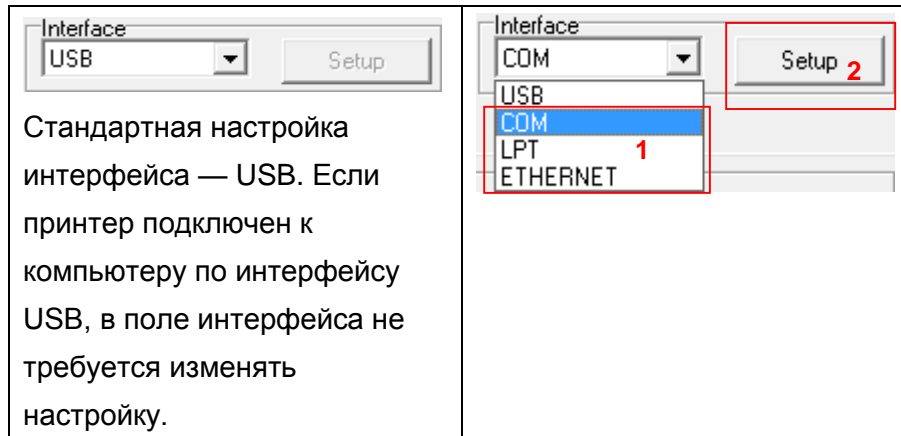 Interface
USB
Setup
Стандартная настройка
интерфейса — USB. Если
принтер подключен к
компьютеру по интерфейсу
USB, в поле интерфейса не
требуется изменять
настройку.
Interface
COM
Setup 2
USB
COM
LPT 1
ETHERNET